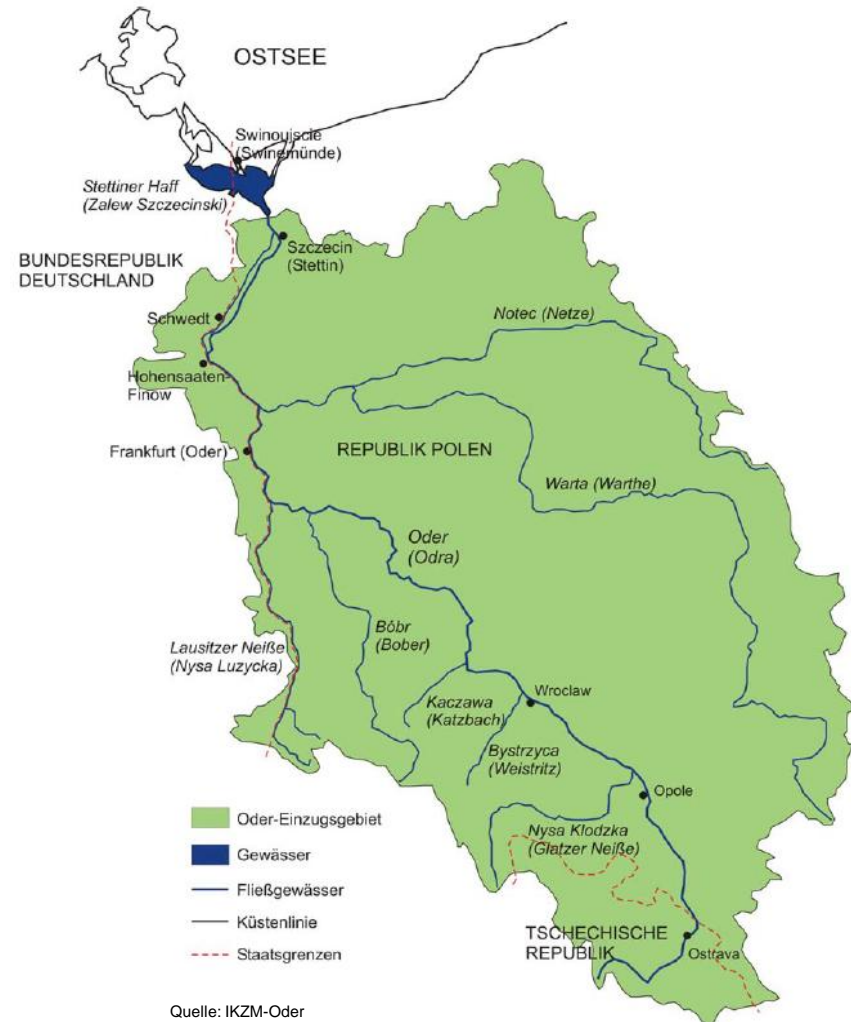 OSTSEE
Swinoujscie
(Swinemünde)
Stettiner Haff
(Zalew Szczecinski)
BUNDESREPUBLIK
DEUTSCHLAND
Szczecin
(Stettin)
Schwedt
Notec (Netze)
Hohensaaten-
Finow
Frankfurt (Oder)
REPUBLIK POLEN
Warta (Warthe)
Oder
(Odra)
Bôbr
(Bober)
Lausitzer Neiße
(Nysa Luzycka)
Kaczawa
(Katzbach)
Wroclaw
Bystrzyca
(Weistritz)
Opole
Nysa Klodzka
(Glatzer Neiße)
TSCHECHISCHE
REPUBLIK
Ostrava
Oder-Einzugsgebiet
Gewässer
Fließgewässer
Küstenlinie
Staatsgrenzen
Quelle: IKZM-Oder